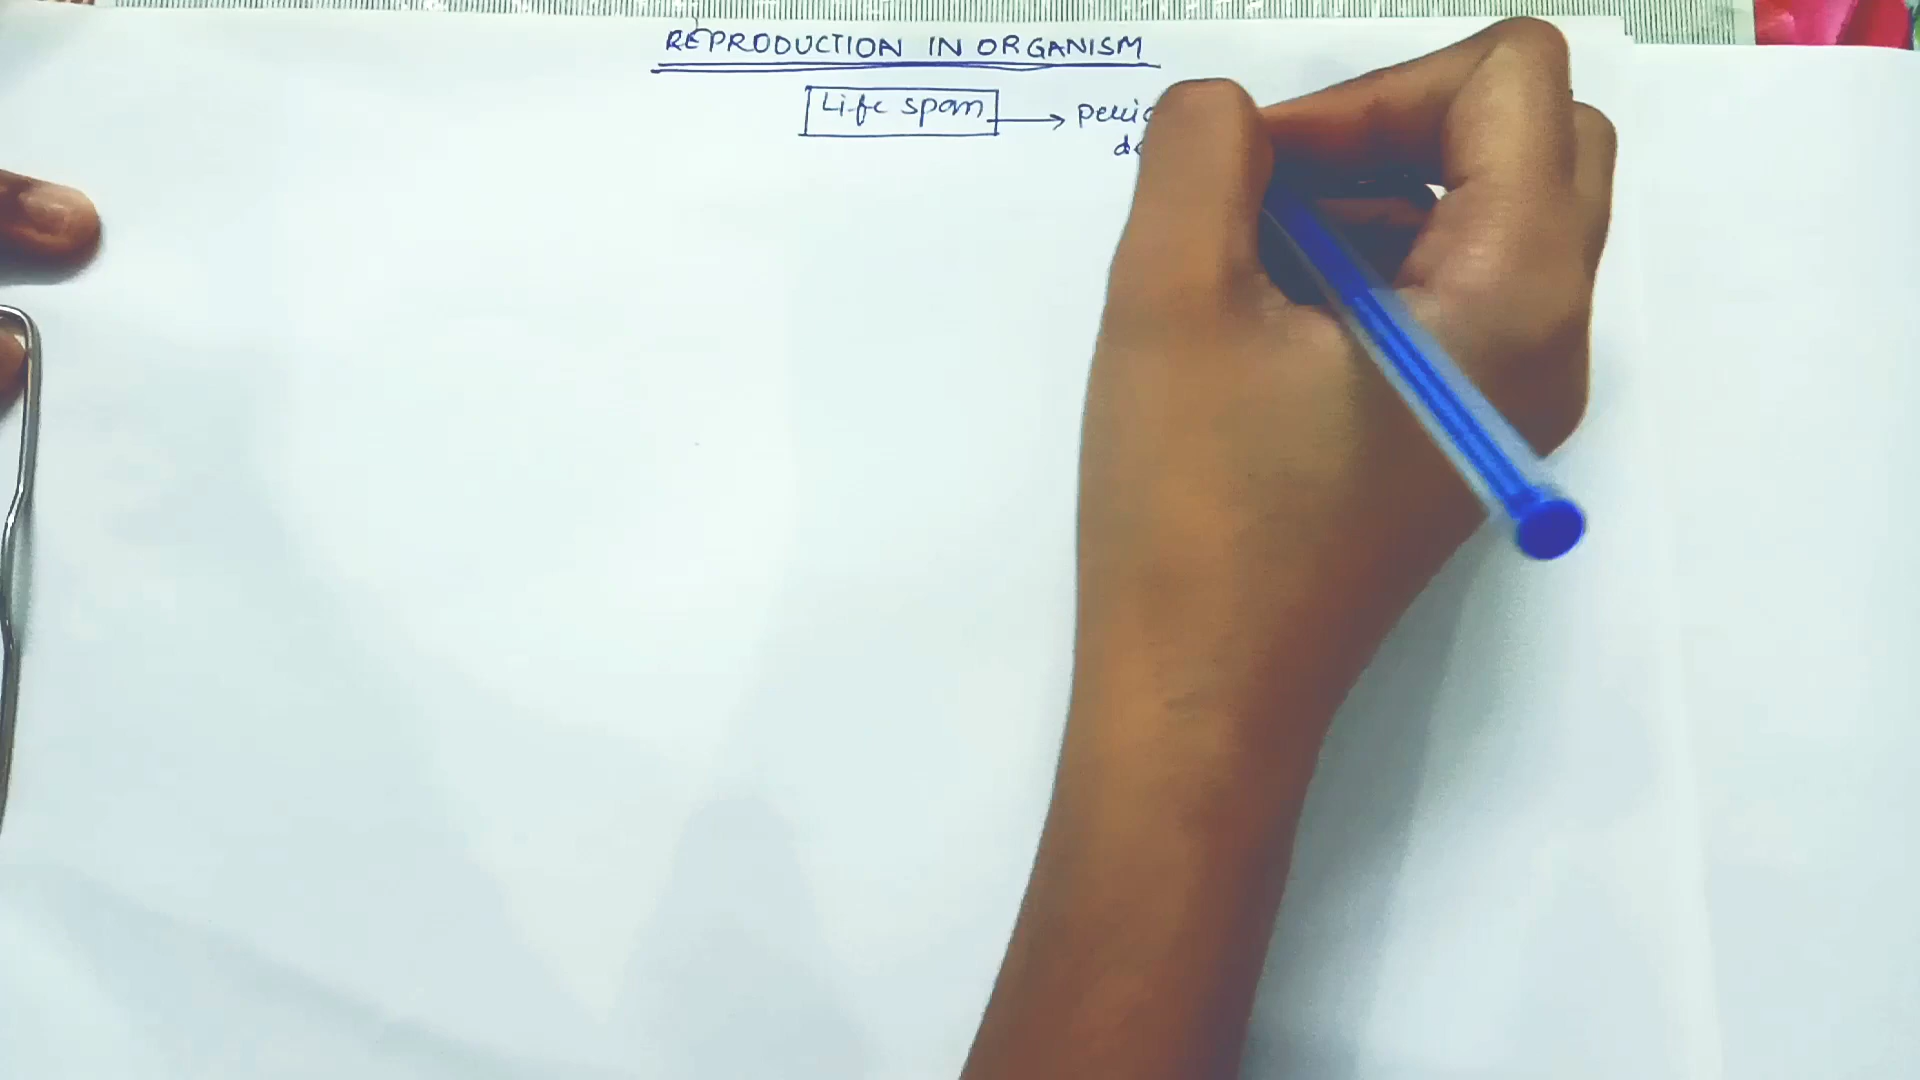 REPRODUCTION IN ORGANISM
Life span →